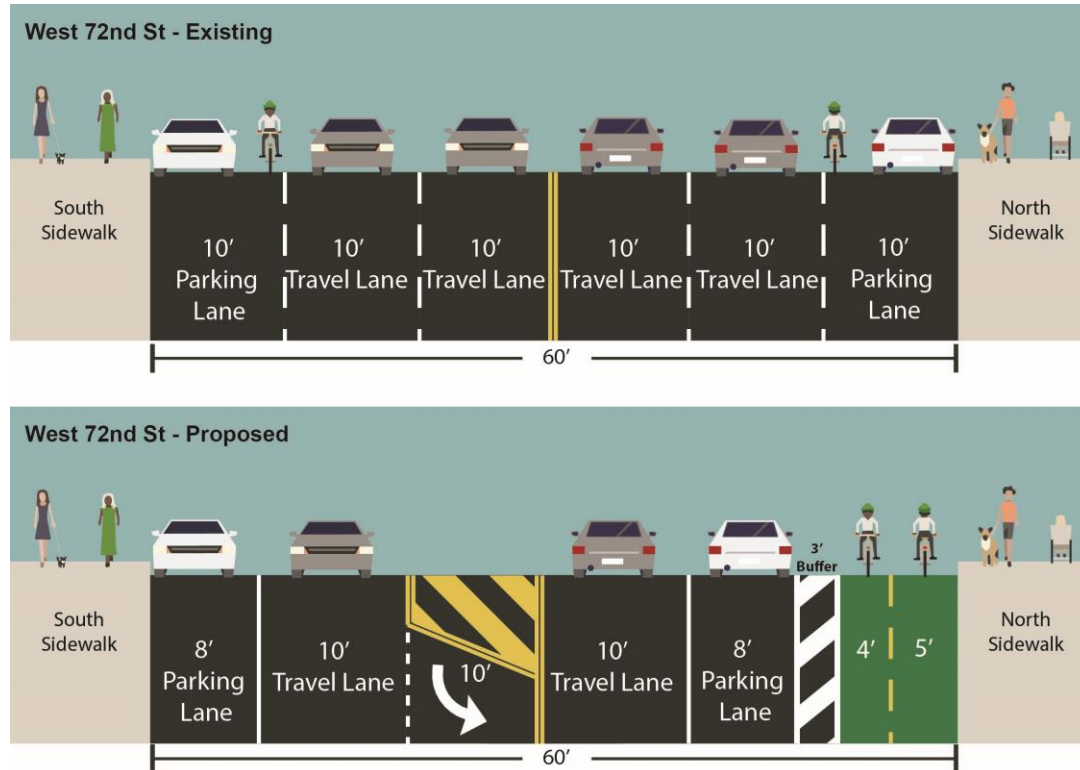 West 72nd St - Existing
South
Sidewalk
10’
Parking
Lane
10’
Travel Lane
10’
Travel Lane
10’
Travel Lane
10’
Travel Lane
10’
Parking
Lane
North
Sidewalk
60’
West 72nd St - Proposed
South
Sidewalk
8’
Parking
Lane
10’
Travel Lane
10’
10’
Travel Lane
8’
Parking
Lane
3’
Buffer
4’
5’
North
Sidewalk
60’